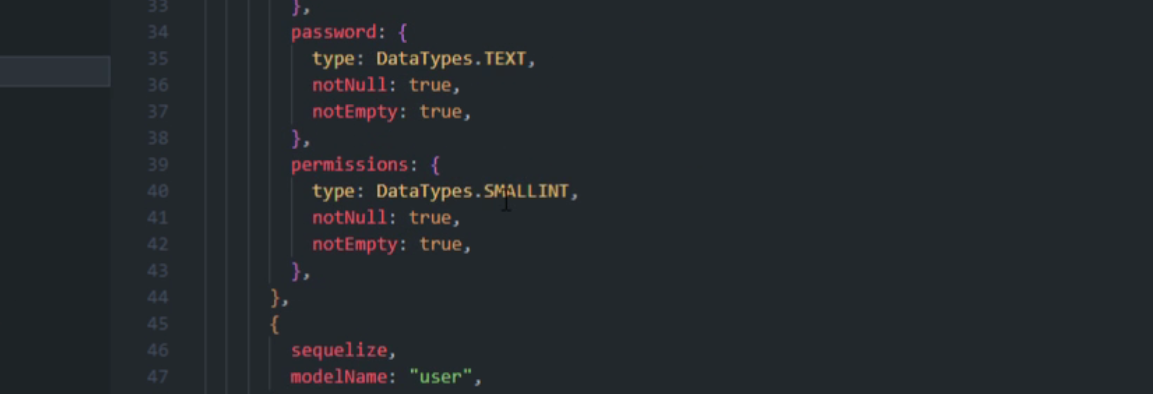 33 },
34 password: {
35 type: DataTypes.TEXT,
36 notNull: true,
37 notEmpty: true,
38 },
39 permissions: {
40 type: DataTypes.SMALLINT,
41 notNull: true,
42 notEmpty: true,
43 },
44 },
45 {
46 sequelize,
47 modelName: "user",